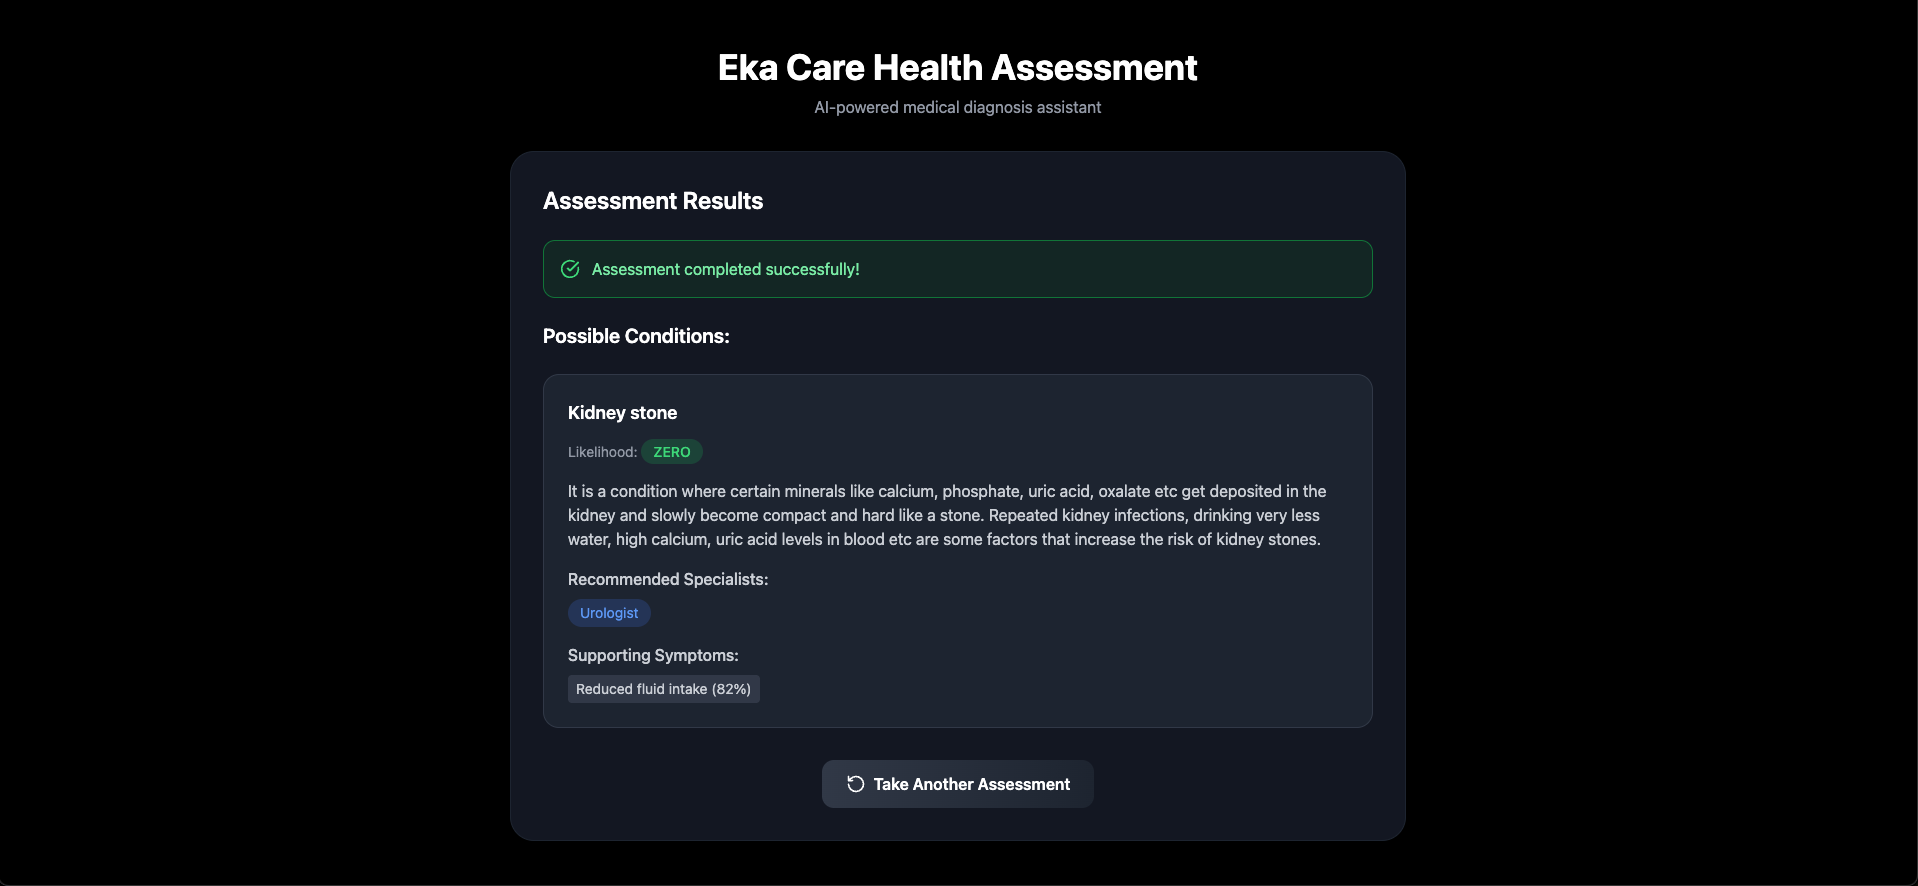 Eka Care Health Assessment
AI-powered medical diagnosis assistant
Assessment Results
Assessment completed successfully!
Possible Conditions:
Kidney stone
Likelihood: ZERO
It is a condition where certain minerals like calcium, phosphate, uric acid, oxalate etc get deposited in the
kidney and slowly become compact and hard like a stone. Repeated kidney infections, drinking very less
water, high calcium, uric acid levels in blood etc are some factors that increase the risk of kidney stones.
Recommended Specialists:
Urologist
Supporting Symptoms:
Reduced fluid intake (82%)
Take Another Assessment